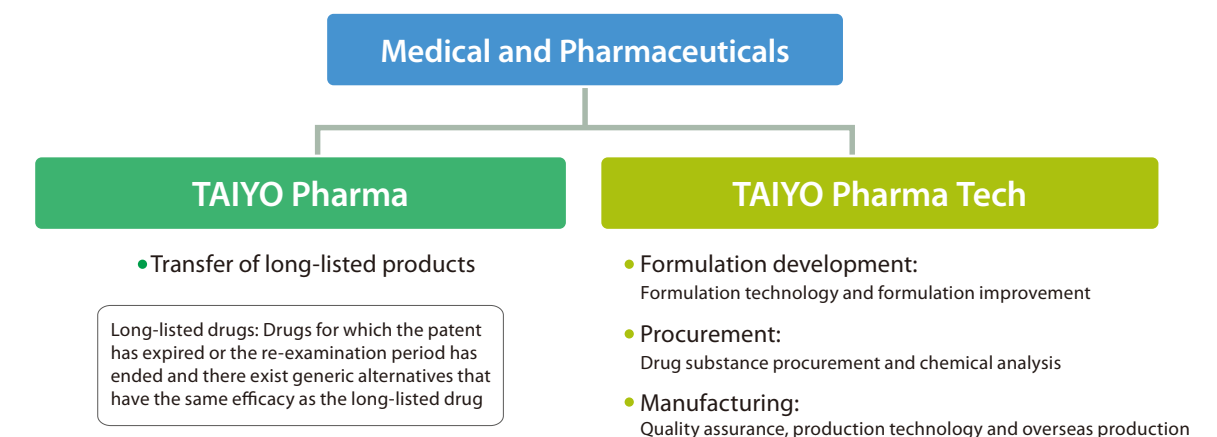 Medical and Pharmaceuticals
TAIYO Pharma
•Transfer of long-listed products
Long-listed drugs: Drugs for which the patent
has expired or the re-examination period has
ended and there exist generic alternatives that
have the same efficacy as the long-listed drug
TAIYO Pharma Tech
• Formulation development:
Formulation technology and formulation improvement
• Procurement:
Drug substance procurement and chemical analysis
• Manufacturing:
Quality assurance, production technology and overseas production